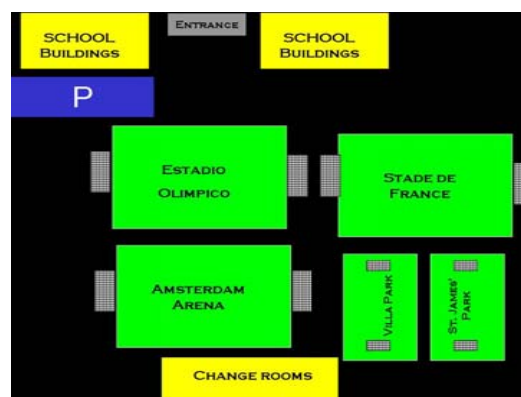 SCHOOL
BUILDINGS
ENTRANCE
SCHOOL
BUILDINGS
P
ESTADIO
OLIMPICO
STADE DE
FRANCE
AMSTERDAM
ARENA
VILLA PARK
ST. JAMES'
PARK
CHANGE ROOMS